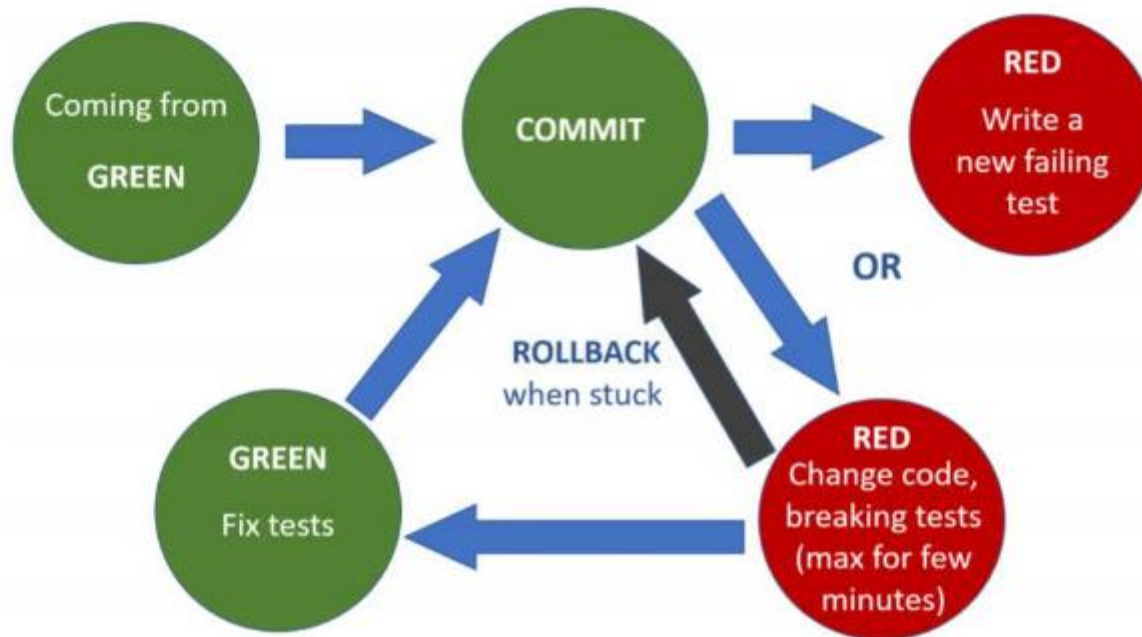 Coming from
GREEN
COMMIT
RED
Write a
new failing
test
OR
ROLLBACK
when stuck
GREEN
Fix tests
RED
Change code,
breaking tests
(max for few
minutes)